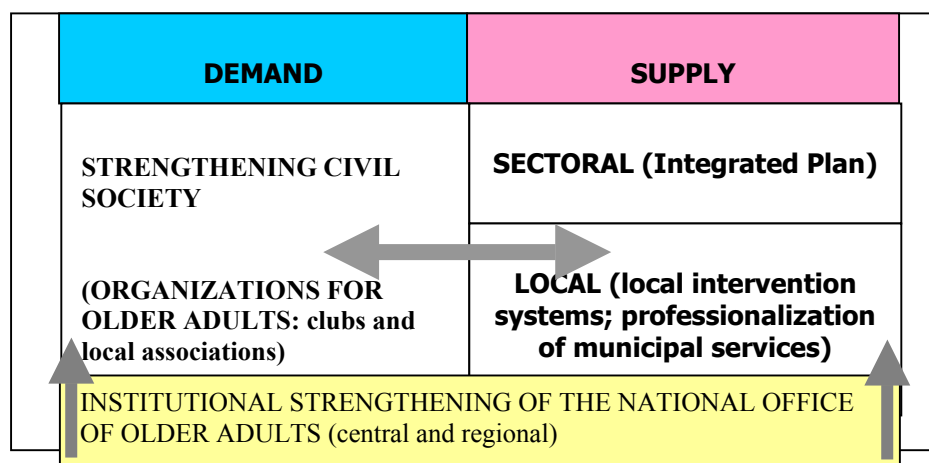 DEMAND
SUPPLY
STRENGTHENING CIVIL
SOCIETY
(ORGANIZATIONS FOR
OLDER ADULTS: clubs and
local associations)
SECTORAL (Integrated Plan)
LOCAL (local intervention
systems; professionalization
of municipal services)
INSTITUTIONAL STRENGTHENING OF THE NATIONAL OFFICE
OF OLDER ADULTS (central and regional)